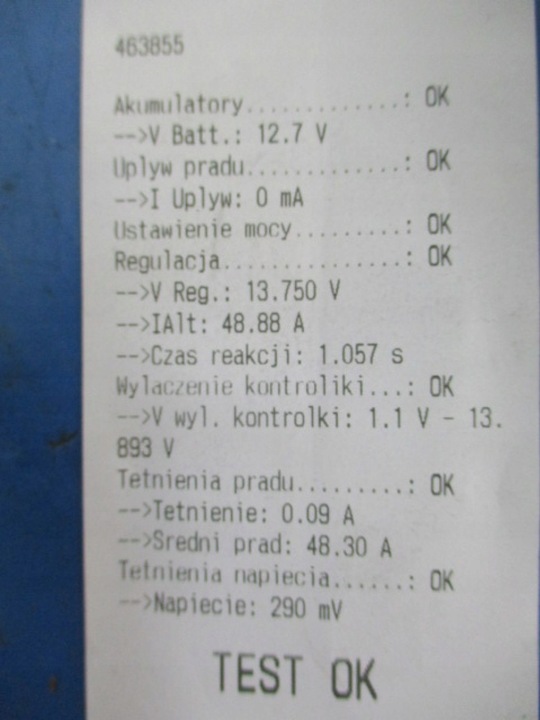 463855
Akumulatory.............: OK
-->V Batt.: 12.7 V
Uplyw pradu.............: OK
-->I Uplyw: 0 mA
Ustawienie mocy.........: OK
Regulacja...............: OK
-->V Reg.: 13.750 V
-->IAlt: 48.88 A
-->Czas reakcji: 1.057 s
Wylaczenie kontroliki...: OK
-->V wyl. kontrolki: 1.1 V - 13.
893 V
Tetnienia pradu.........: OK
-->Tetnienie: 0.09 A
-->Sredni prad: 48.30 A
Tetnienia napiecia......: OK
-->Napiecie: 290 mV
TEST OK